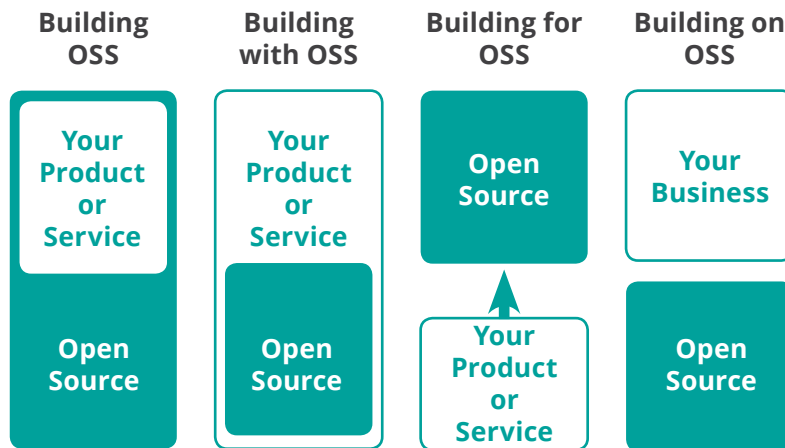 Building
OSS
Building
with OSS
Building for
OSS
Building on
OSS
Your
Product
or
Service
Open
Source
Your
Product
or
Service
Open
Source
Open
Source
Your
Product
or
Service
Your
Business
Open
Source